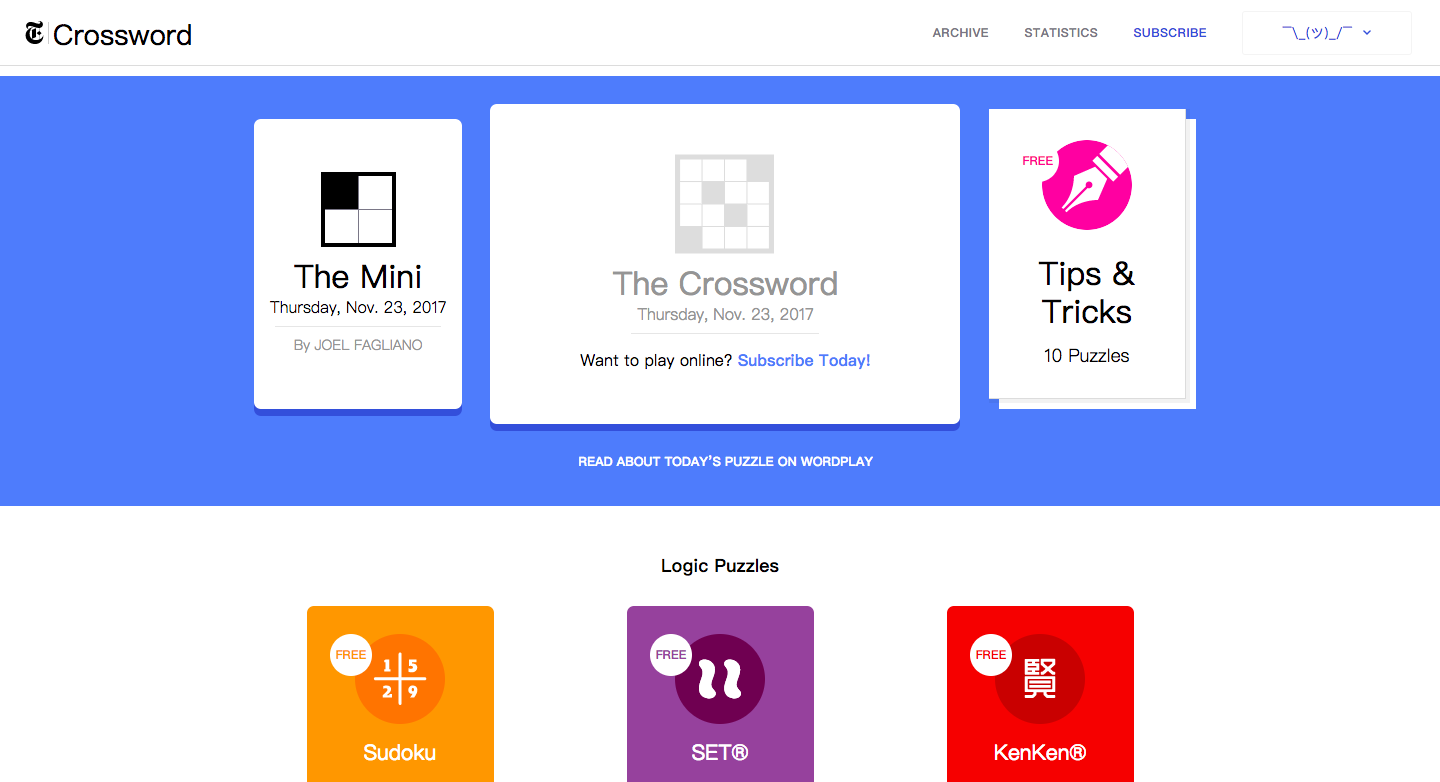 T Crossword
ARCHIVE
STATISTICS
SUBSCRIBE
¯\_(ツ)_/¯
The Mini
Thursday, Nov. 23, 2017
By JOEL FAGLIANO
The Crossword
Thursday, Nov. 23, 2017
Want to play online? Subscribe Today!
FREE
Tips &
Tricks
10 Puzzles
READ ABOUT TODAY'S PUZZLE ON WORDPLAY
Logic Puzzles
FREE
1 5
2 9
Sudoku
FREE
SET®
FREE
賢
KenKen®